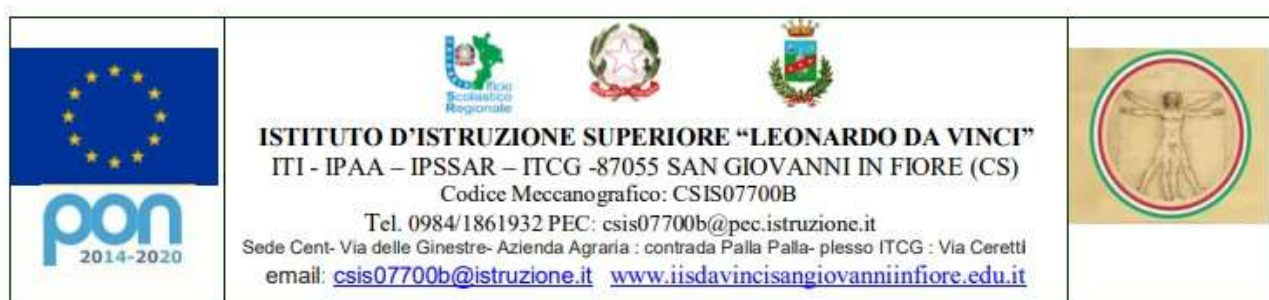 Ufficio
Scolastico
Regionale
ISTITUTO D’ISTRUZIONE SUPERIORE “LEONARDO DA VINCI”
ITI - IPAA – IPSSAR – ITCG -87055 SAN GIOVANNI IN FIORE (CS)
Codice Meccanografico: CSIS07700B
Tel. 0984/1861932 PEC: csis07700b@pec.istruzione.it
Sede Cent- Via delle Ginestre- Azienda Agraria : contrada Palla Palla- plesso ITCG : Via Ceretti
email: csis07700b@istruzione.it www.iisdavincisangiovanniinfiore.edu.it
pon
2014-2020